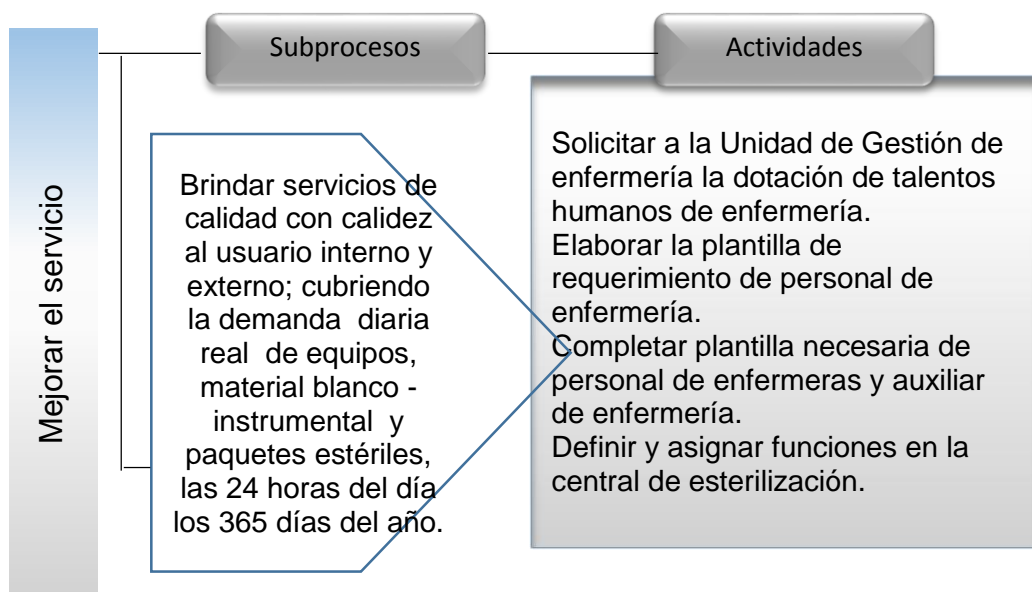 Subprocesos
Actividades
Mejorar el servicio
Brindar servicios de
calidad con calidez
al usuario interno y
externo; cubriendo
la demanda diaria
real de equipos,
material blanco -
instrumental y
paquetes estériles,
las 24 horas del día
los 365 días del año.
Solicitar a la Unidad de Gestión de
enfermería la dotación de talentos
humanos de enfermería.
Elaborar la plantilla de
requerimiento de personal de
enfermería.
Completar plantilla necesaria de
personal de enfermeras y auxiliar
de enfermería.
Definir y asignar funciones en la
central de esterilización.